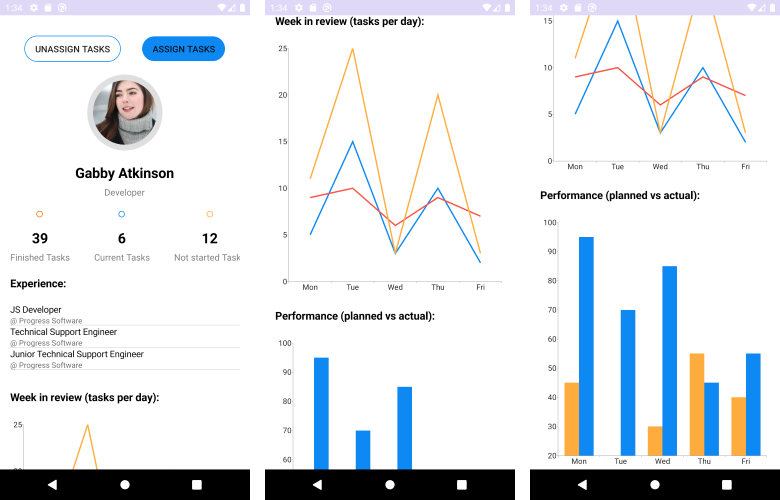 1:34
UNASSIGN TASKS
ASSIGN TASKS
Gabby Atkinson
Developer
39
6
12
Finished Tasks
Current Tasks
Not started Task
Experience:
JS Developer
@ Progress Software
Technical Support Engineer
@ Progress Software
Junior Technical Support Engineer
@ Progress Software
Week in review (tasks per day):
25
1:34
Week in review (tasks per day):
25
20
15
10
5
0
Mon Tue Wed Thu Fri
Performance (planned vs actual):
100
90
80
70
60
1:34
15
10
5
0
Mon Tue Wed Thu Fri
Performance (planned vs actual):
100
90
80
70
60
50
40
30
20
Mon Tue Wed Thu Fri